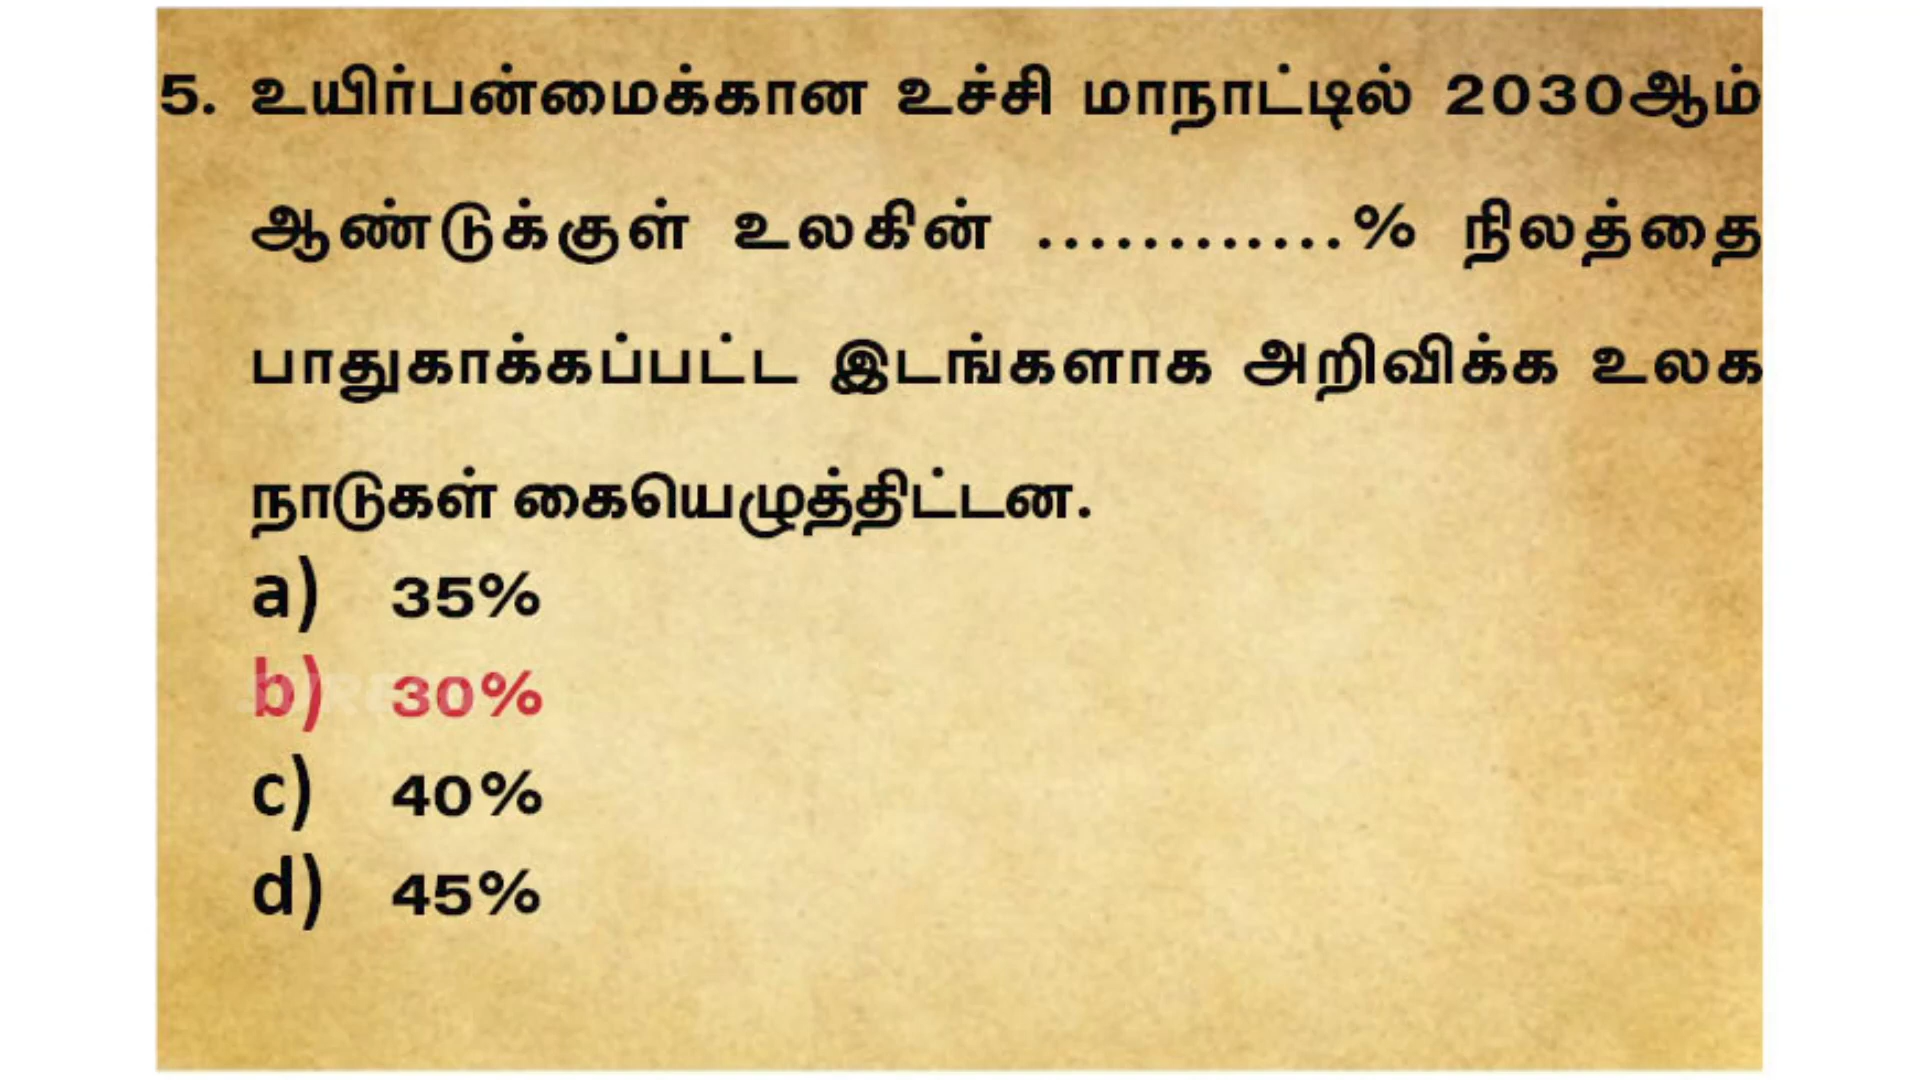 5. உயிர்பன்மைக்கான உச்சி மாநாட்டில் 2030ஆம்
ஆண்டுக்குள் உலகின் ............% நிலத்தை
பாதுகாக்கப்பட்ட இடங்களாக அறிவிக்க உலக
நாடுகள் கையெழுத்திட்டன.
a) 35%
b) 30%
c) 40%
d) 45%